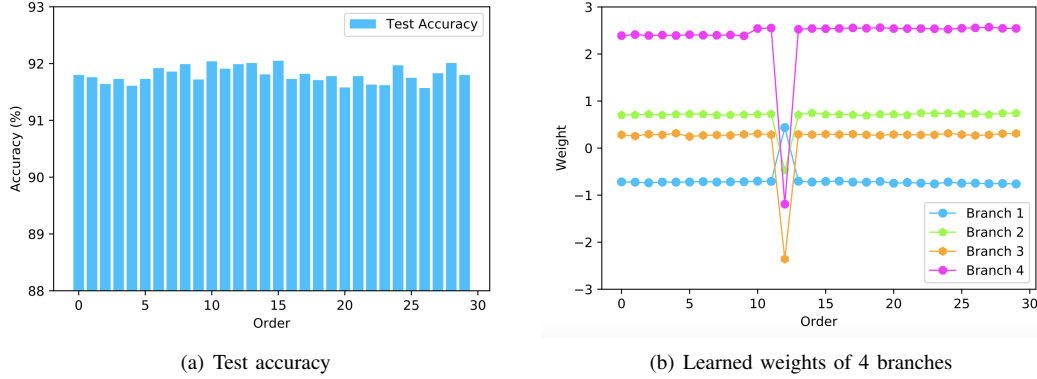 93
92
91
90
89
88
Accuracy (%)
Test Accuracy
0 5 10 15 20 25 30
Order
(a) Test accuracy
3
2
1
0
−1
−2
−3
Weight
Branch 1
Branch 2
Branch 3
Branch 4
0 5 10 15 20 25 30
Order
(b) Learned weights of 4 branches